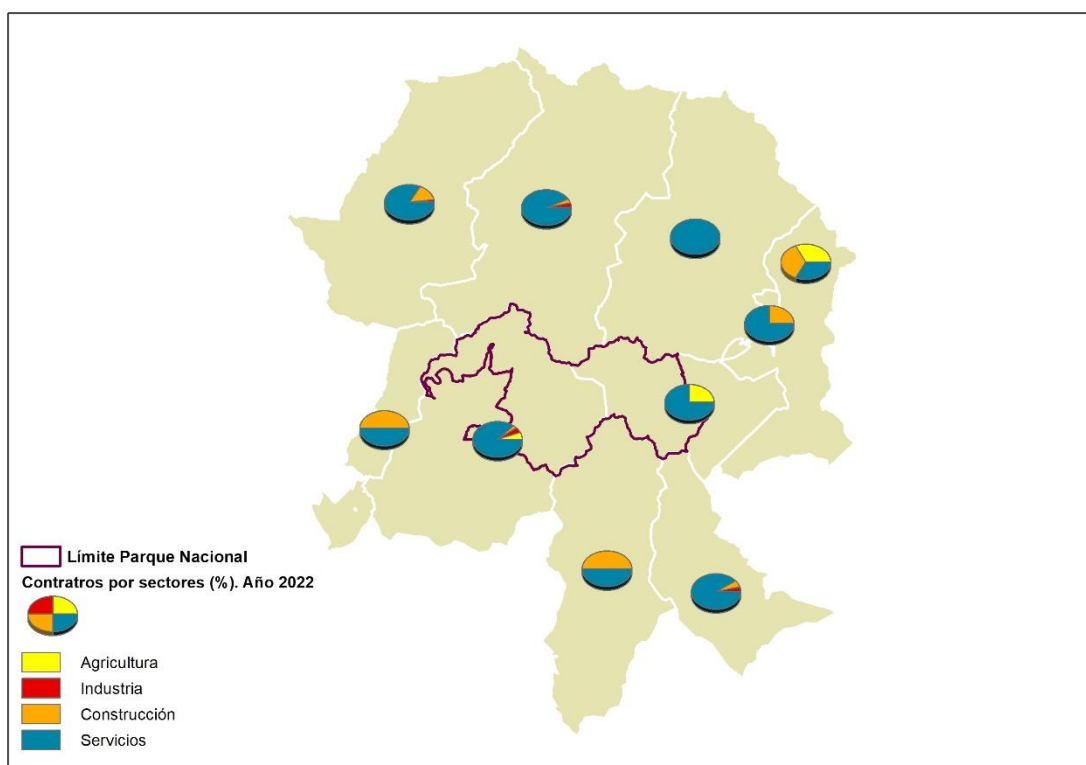 Límite Parque Nacional
Contratros por sectores (%). Año 2022
Agricultura
Industria
Construcción
Servicios